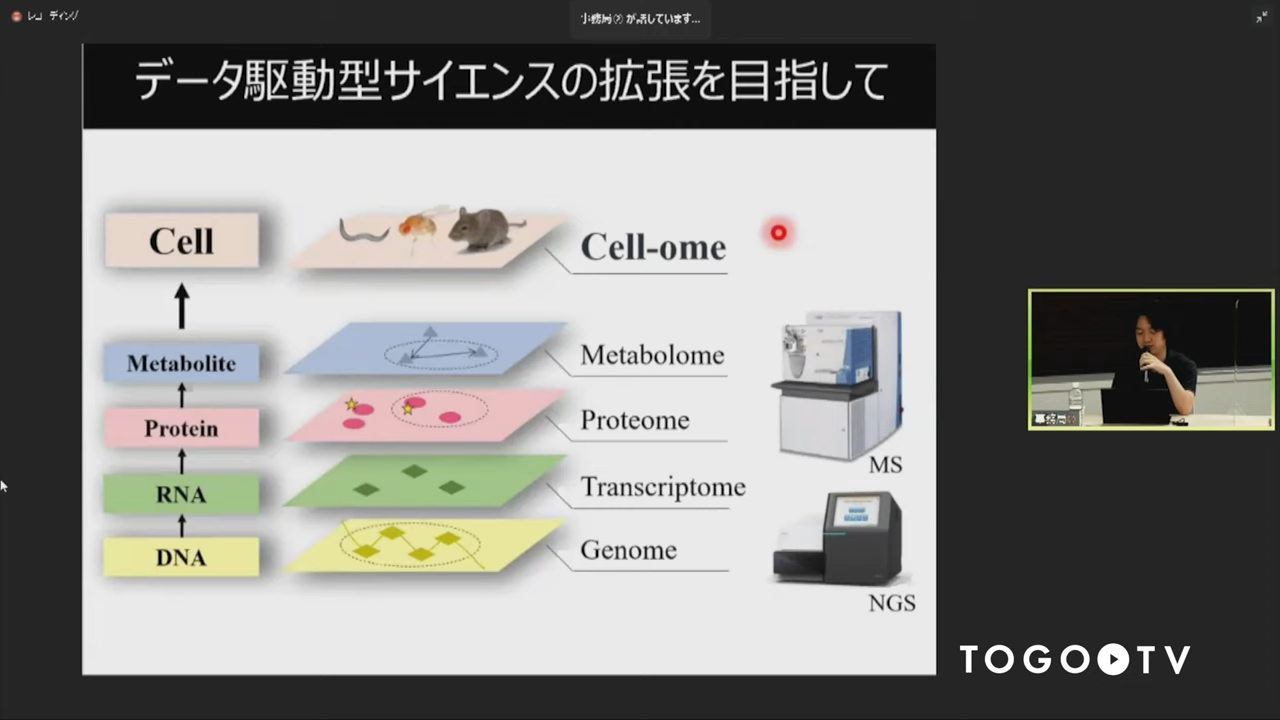 データ駆動型サイエンスの拡張を目指して
Cell
Cell-ome
Metabolite
Metabolome
Protein
Proteome
MS
RNA
Transcriptome
DNA
Genome
NGS
TOGO TV